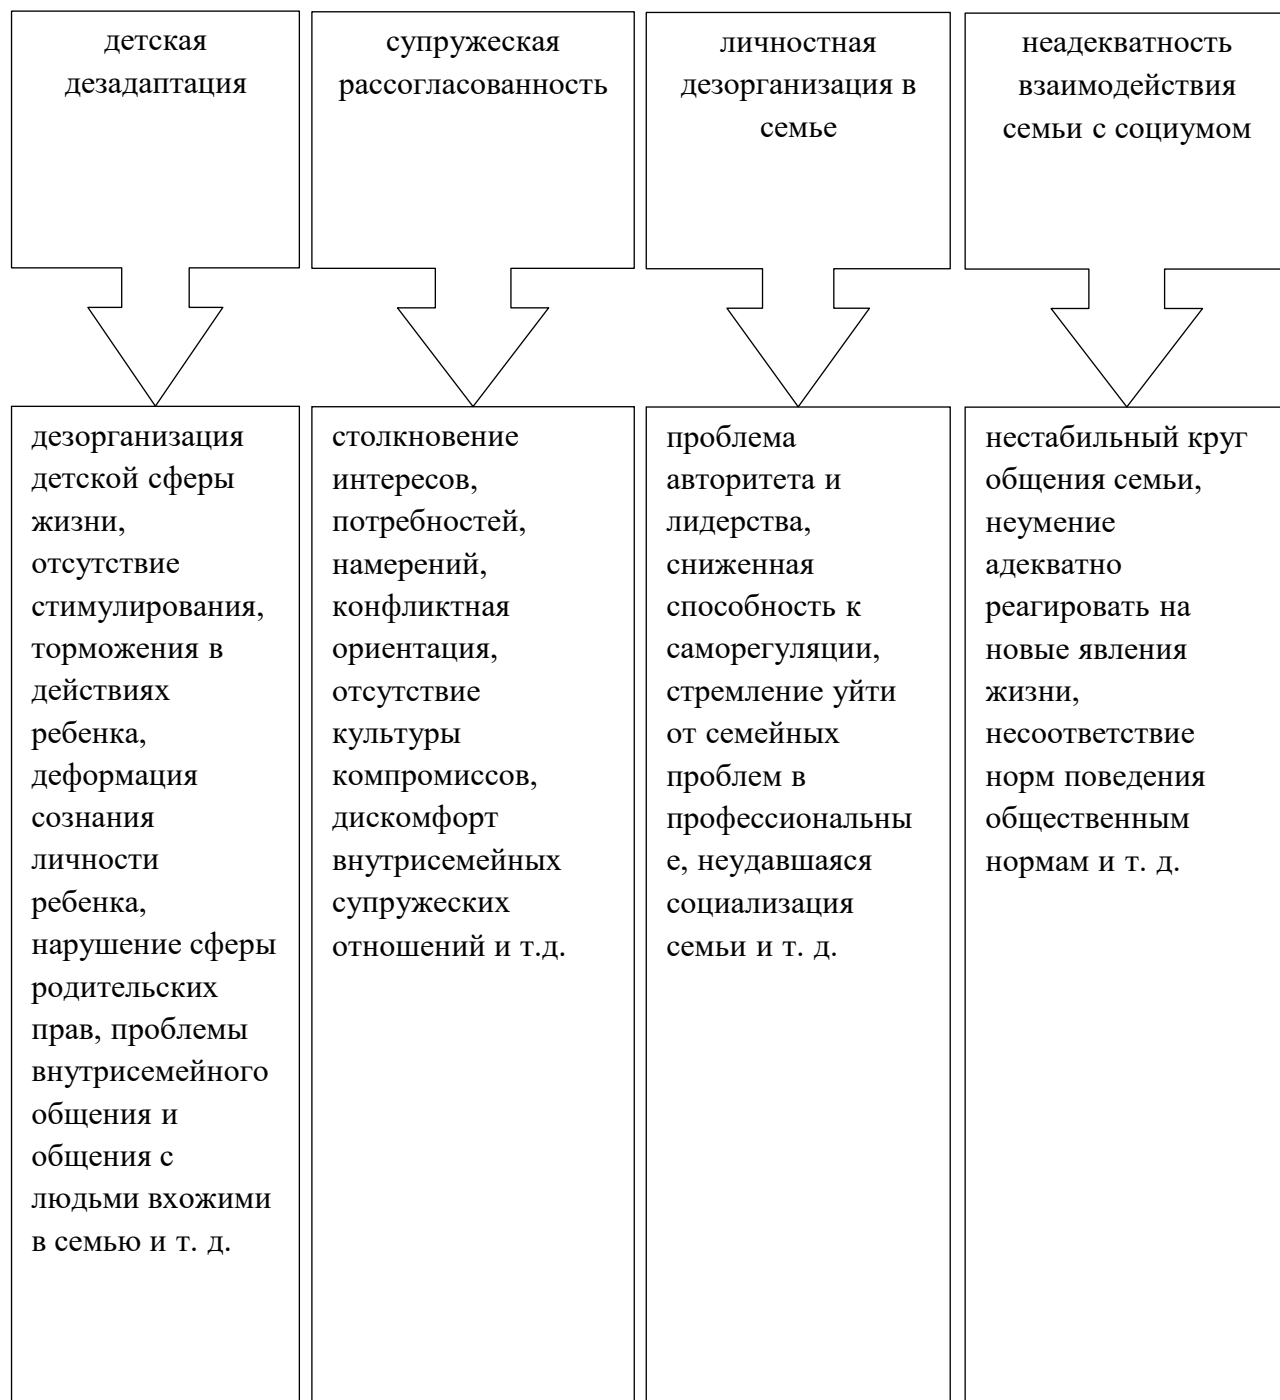 детская
дезадаптация
супружеская
рассогласованность
личностная
дезорганизация в
семье
неадекватность
взаимодействия
семьи с социумом
дезорганизация
детской сферы
жизни,
отсутствие
стимулирования,
торможения в
действиях
ребенка,
деформация
сознания
личности
ребенка,
нарушение сферы
родительских
прав, проблемы
внутрисемейного
общения и
общения с
людьми вхожими
в семью и т. д.
столкновение
интересов,
потребностей,
намерений,
конфликтная
ориентация,
отсутствие
культуры
компромиссов,
дискомфорт
внутрисемейных
супружеских
отношений и т.д.
проблема
авторитета и
лидерства,
сниженная
способность к
саморегуляции,
стремление уйти
от семейных
проблем в
профессиональны
е, неудавшаяся
социализация
семьи и т. д.
нестабильный круг
общения семьи,
неумение
адекватно
реагировать на
новые явления
жизни,
несоответствие
норм поведения
общественным
нормам и т. д.